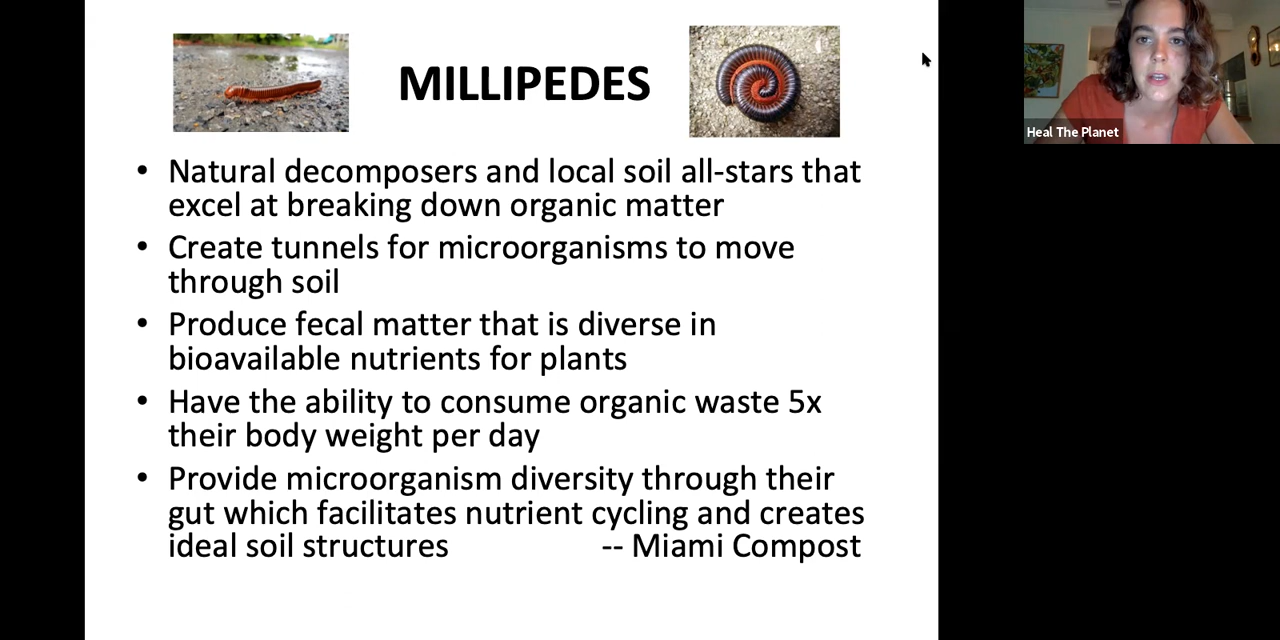 MILLIPEDES
Heal The Planet
• Natural decomposers and local soil all-stars that
excel at breaking down organic matter
• Create tunnels for microorganisms to move
through soil
• Produce fecal matter that is diverse in
bioavailable nutrients for plants
• Have the ability to consume organic waste 5x
their body weight per day
• Provide microorganism diversity through their
gut which facilitates nutrient cycling and creates
ideal soil structures -- Miami Compost